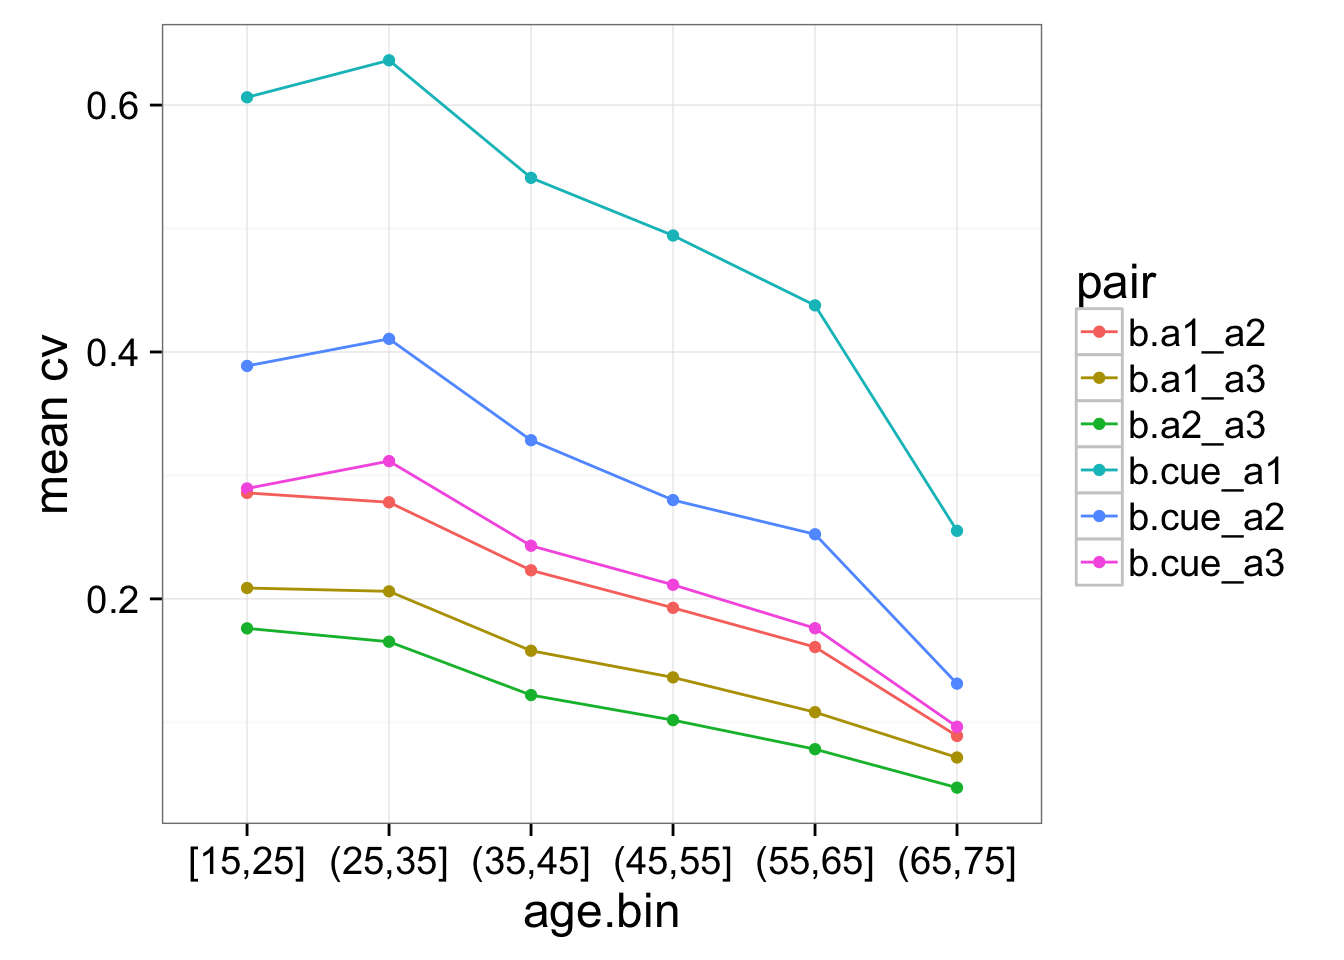 0.6
0.4
0.2
mean cv
[15,25] (25,35] (35,45] (45,55] (55,65] (65,75]
age.bin
pair
b.a1_a2
b.a1_a3
b.a2_a3
b.cue_a1
b.cue_a2
b.cue_a3